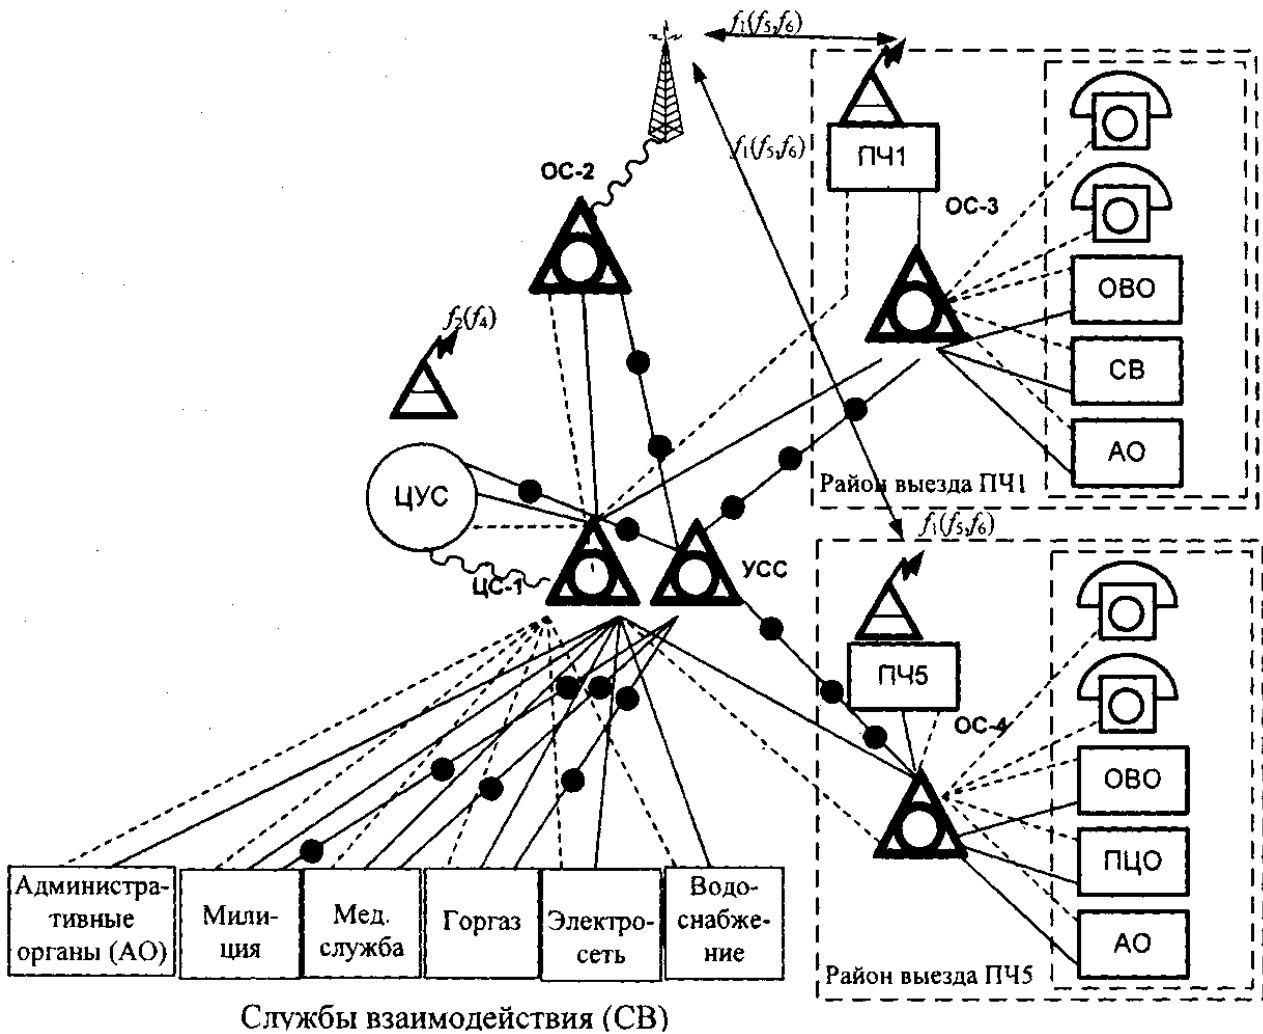 f₁(f₅,f₆)
ОС-2
f₁(f₅,f₆)
ПЧ1
ОС-3
ОВО
СВ
АО
Район выезда ПЧ1
f₂(f₄)
ЦУС
ЦС-1
УСС
f₁(f₅,f₆)
ПЧ5
ОС-4
ОВО
ПЦО
АО
Район выезда ПЧ5
Администра-
тивные
органы (АО)
Мили-
ция
Мед.
служба
Горгаз
Электро-
сеть
Водо-
снабже-
ние
Службы взаимодействия (СВ)